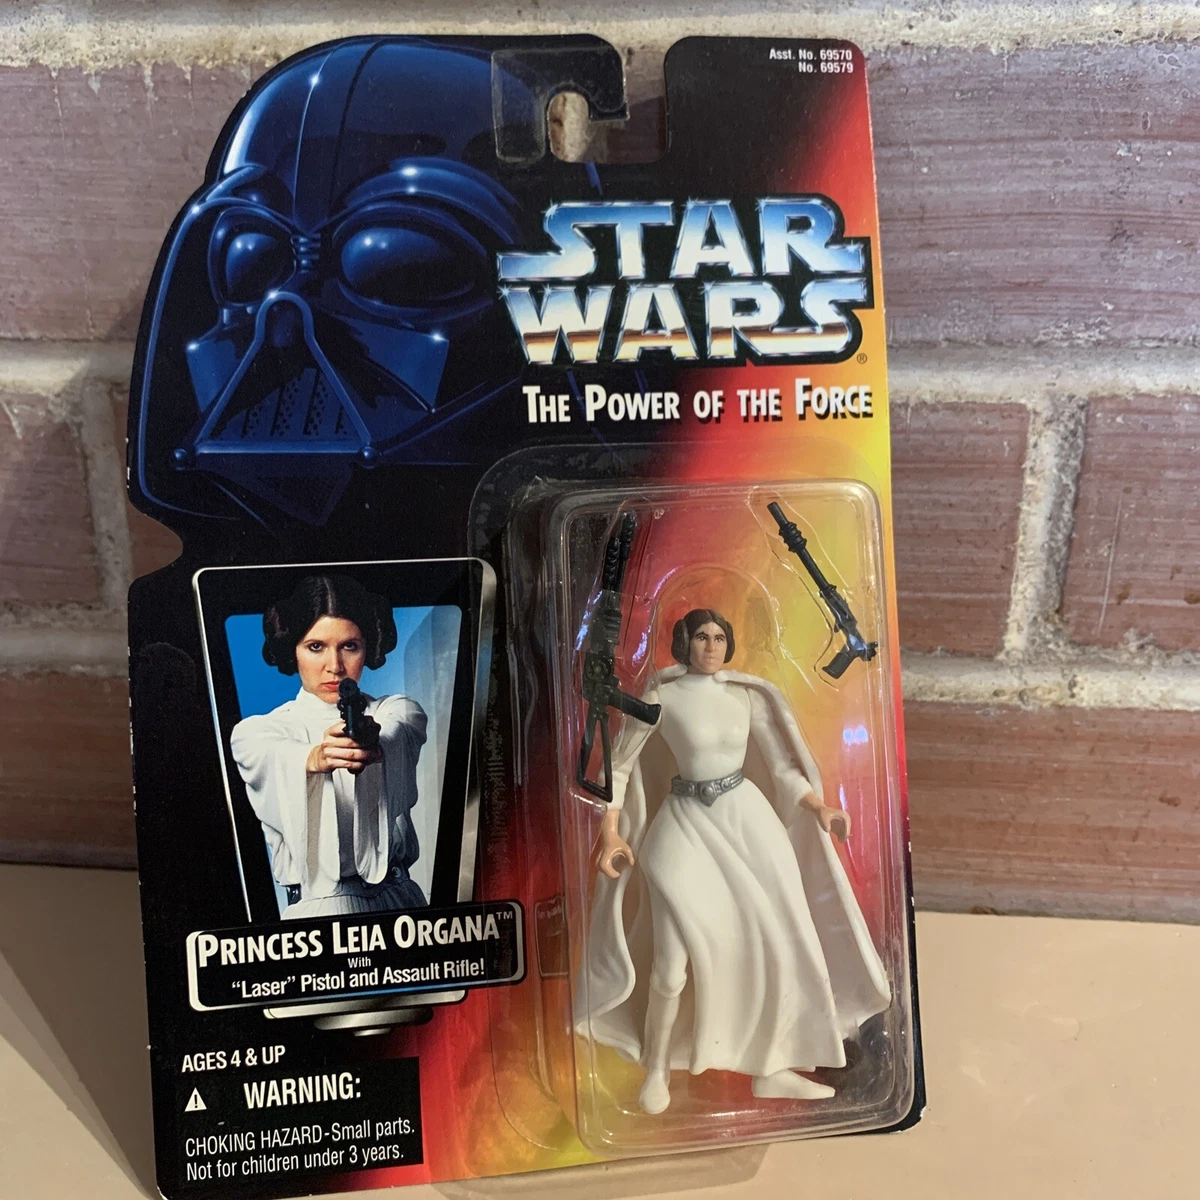 Asst. No. 69570
No. 69579
STAR
WARS®
THE POWER OF THE FORCE
PRINCESS LEIA ORGANA™
With
"Laser" Pistol and Assault Rifle!
AGES 4 & UP
WARNING:
CHOKING HAZARD-Small parts.
Not for children under 3 years.